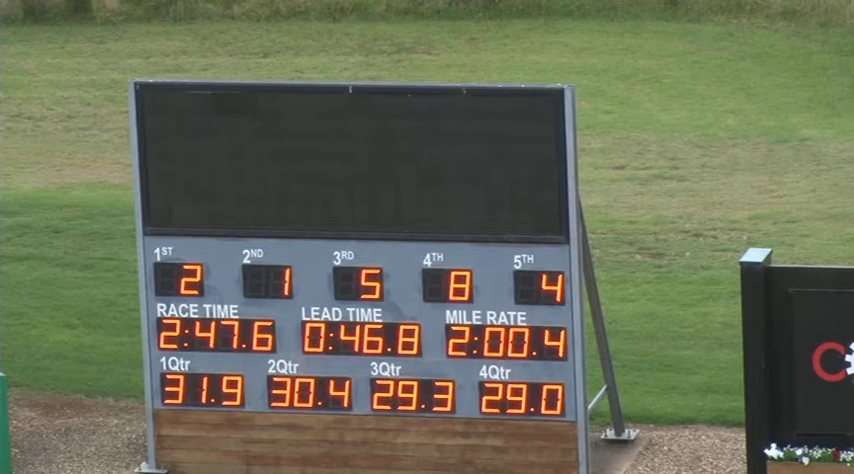 1ST 2ND 3RD 4TH 5TH
2 1 5 8 4
RACE TIME LEAD TIME MILE RATE
2:47.6 0:46.8 2:00.4
1Qtr 2Qtr 3Qtr 4Qtr
31.9 30.4 29.3 29.0